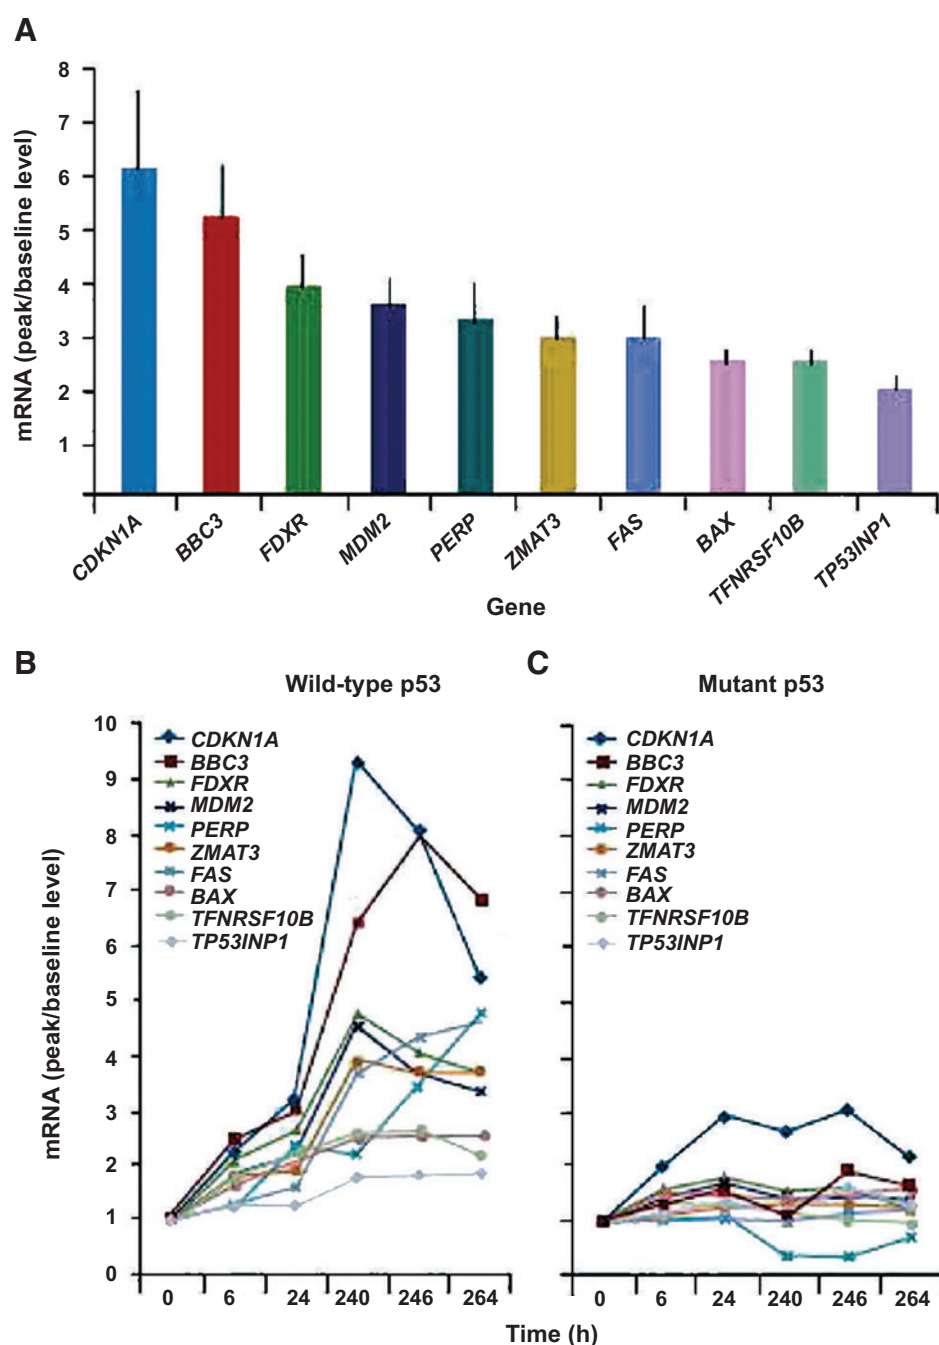 A
8
7
6
5
4
3
2
1
mRNA (peak/baseline level)
CDKN1A
BBC3
FDXR
MDM2
PERP
ZMAT3
FAS
BAX
TFNRSF10B
TP53INP1
Gene
B
Wild-type p53
10
9
8
7
6
5
4
3
2
1
0
mRNA (peak/baseline level)
CDKN1A
BBC3
FDXR
MDM2
PERP
ZMAT3
FAS
BAX
TFNRSF10B
TP53INP1
0 6 24 240 246 264
C
Mutant p53
CDKN1A
BBC3
FDXR
MDM2
PERP
ZMAT3
FAS
BAX
TFNRSF10B
TP53INP1
0 6 24 240 246 264
Time (h)